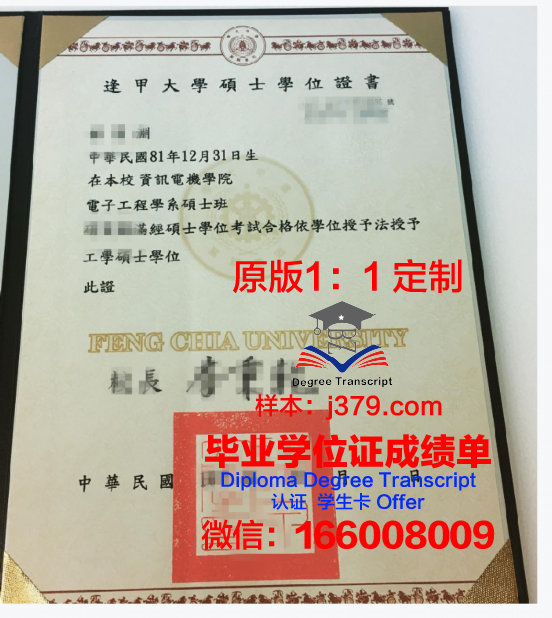 逢甲大學碩士學位證書
號
中華民國81年12月31日生
在本校 資訊電機學院
電子工程學系碩士班
經碩士學位考試合格依學位授予法授予
工學碩士學位
此證
原版1：1 定制
FENG CHIA UNIVERSITY
Degree Transcript
校長
样本：j379.com
毕业学位证成绩单
中華民國 月 日
Diploma Degree Transcript
认证 学生卡 Offer
微信：166008009